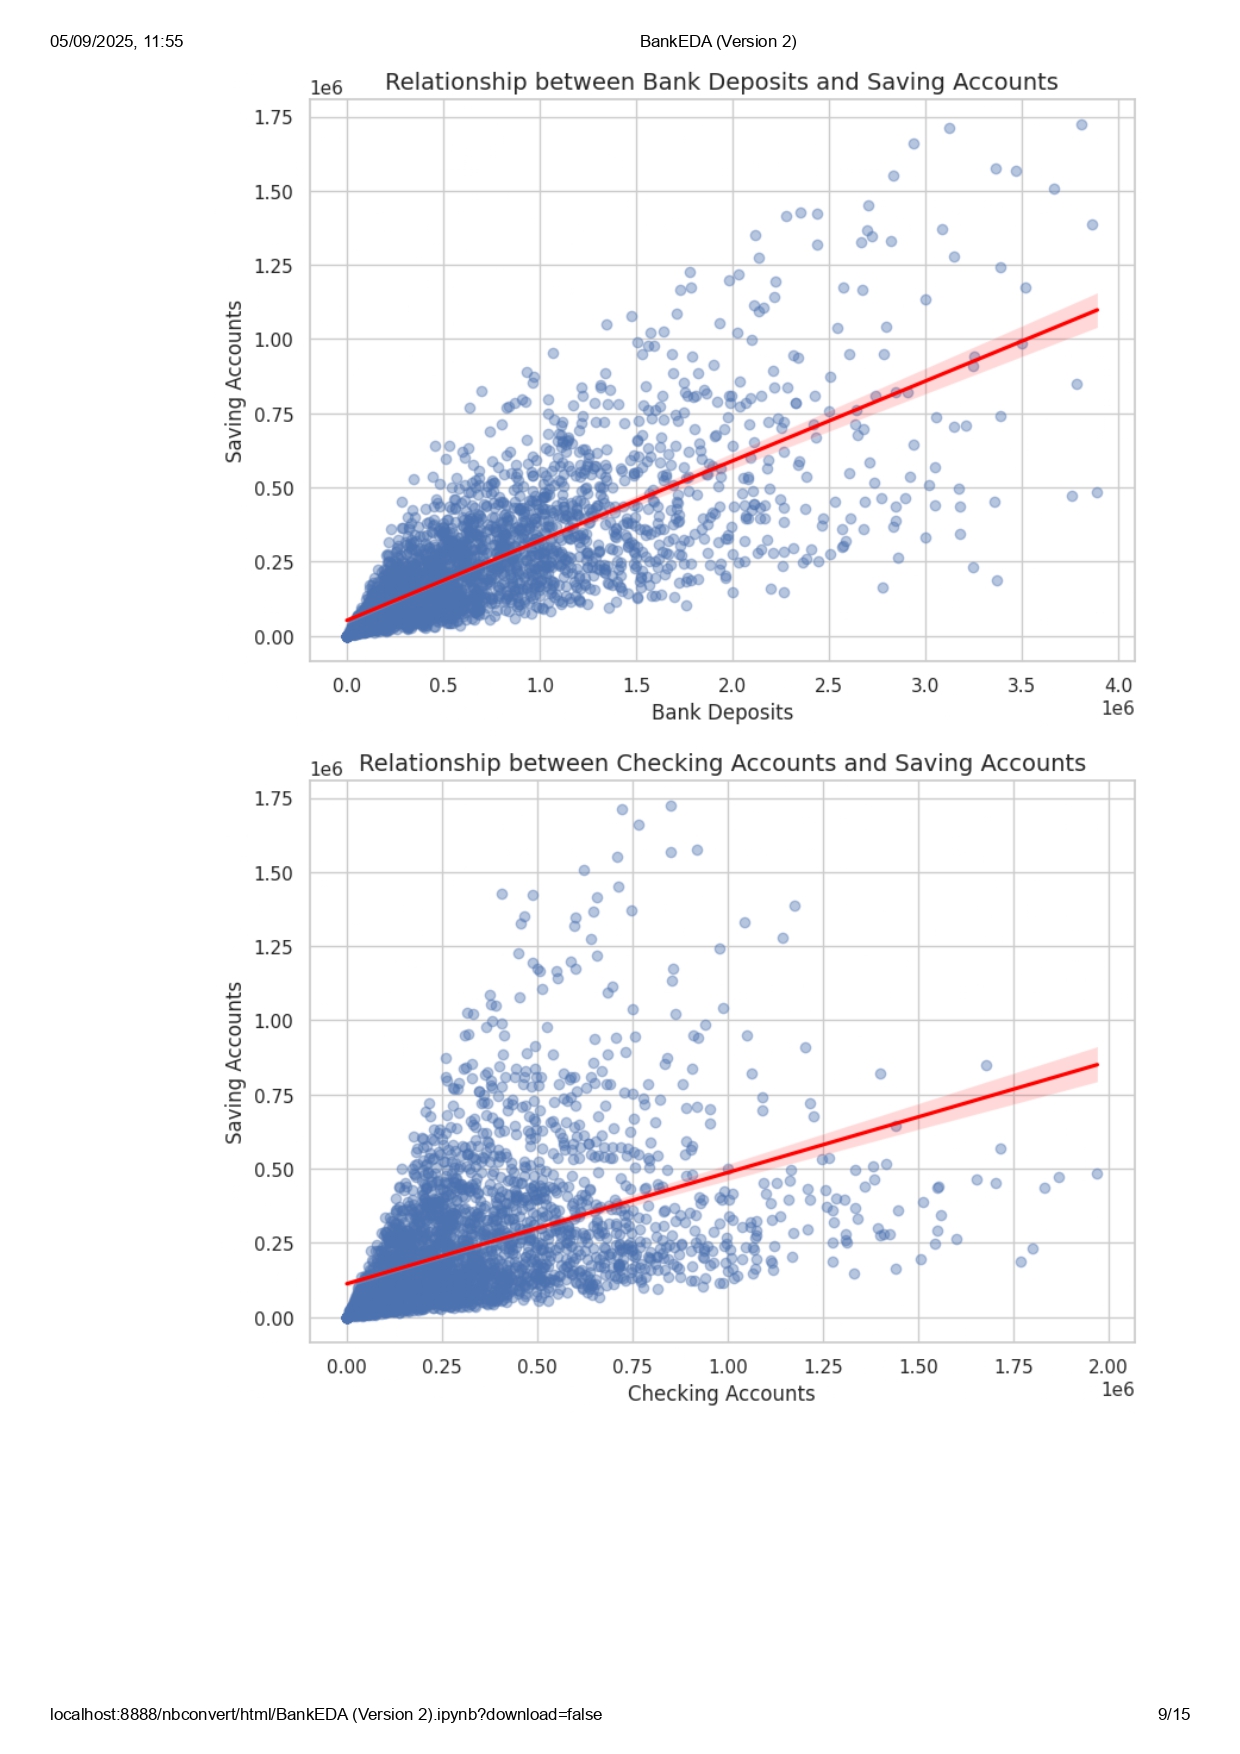 05/09/2025, 11:55 BankEDA (Version 2)
1e6 Relationship between Bank Deposits and Saving Accounts
1.75
1.50
1.25
1.00
0.75
0.50
0.25
0.00
Saving Accounts
0.0 0.5 1.0 1.5 2.0 2.5 3.0 3.5 4.0
Bank Deposits 1e6
1e6 Relationship between Checking Accounts and Saving Accounts
1.75
1.50
1.25
1.00
0.75
0.50
0.25
0.00
Saving Accounts
0.00 0.25 0.50 0.75 1.00 1.25 1.50 1.75 2.00
Checking Accounts 1e6
localhost:8888/nbconvert/html/BankEDA (Version 2).ipynb?download=false 9/15